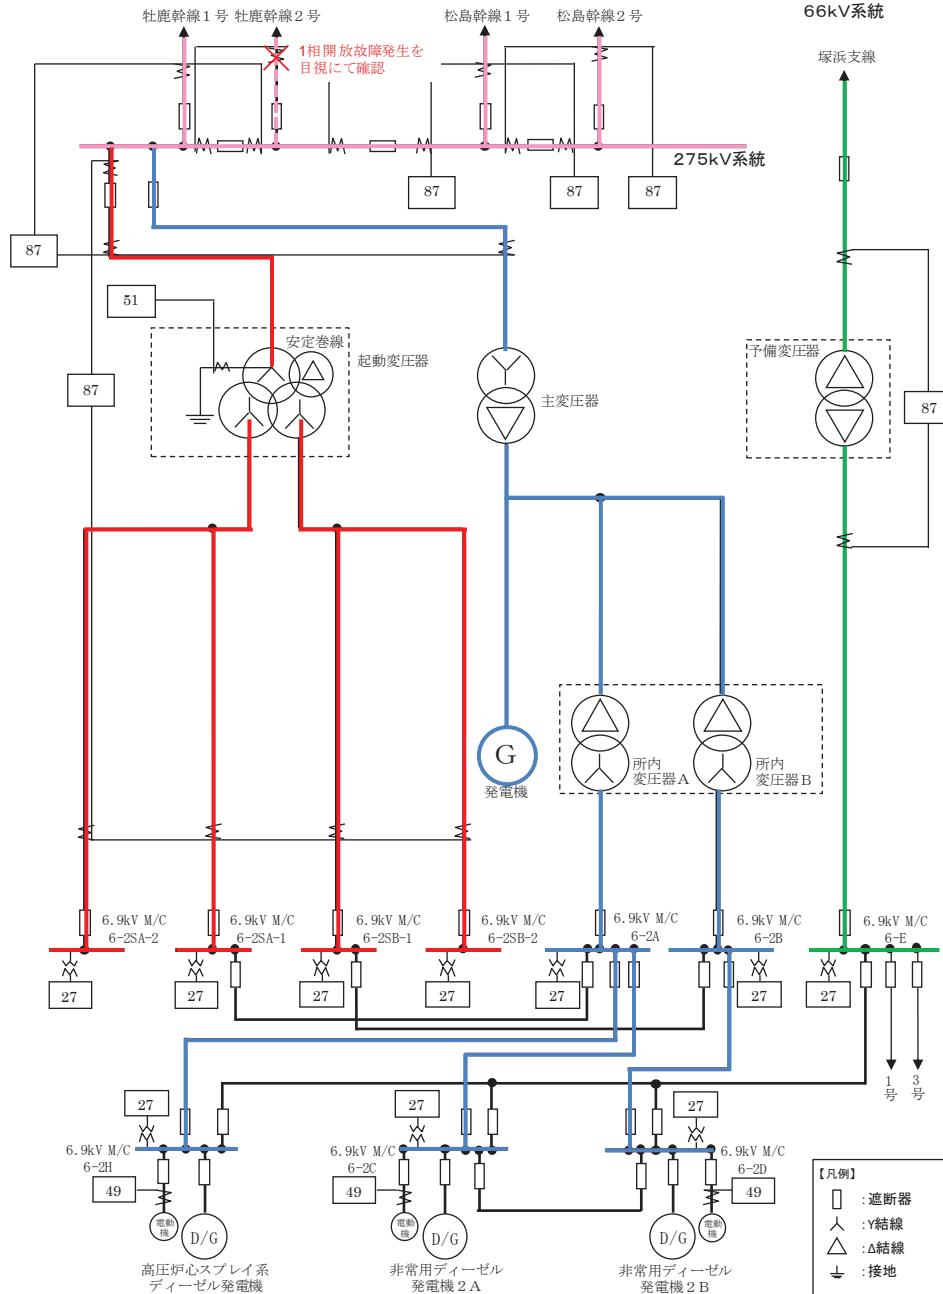 66kV系統
牡鹿幹線1号
牡鹿幹線2号
松島幹線1号
松島幹線2号
1相開放故障発生を
目視にて確認
塚浜支線
275kV系統
87
87
87
87
51
安定巻線
起動変圧器
予備変圧器
87
主変圧器
87
G
発電機
所内
変圧器A
所内
変圧器B
6.9kV M/C
6-2SA-2
6.9kV M/C
6-2SA-1
6.9kV M/C
6-2SB-1
6.9kV M/C
6-2SB-2
6.9kV M/C
6-2A
6.9kV M/C
6-2B
6.9kV M/C
6-E
27
27
27
27
27
27
27
1号
3号
27
27
27
6.9kV M/C
6-2H
6.9kV M/C
6-2C
6.9kV M/C
6-2D
49
49
49
電動
機
D/G
電動
機
D/G
D/G
電動
機
高圧炉心スプレイ系
ディーゼル発電機
非常用ディーゼル
発電機2A
非常用ディーゼル
発電機2B
【凡例】
:遮断器
:Y結線
:Δ結線
:接地